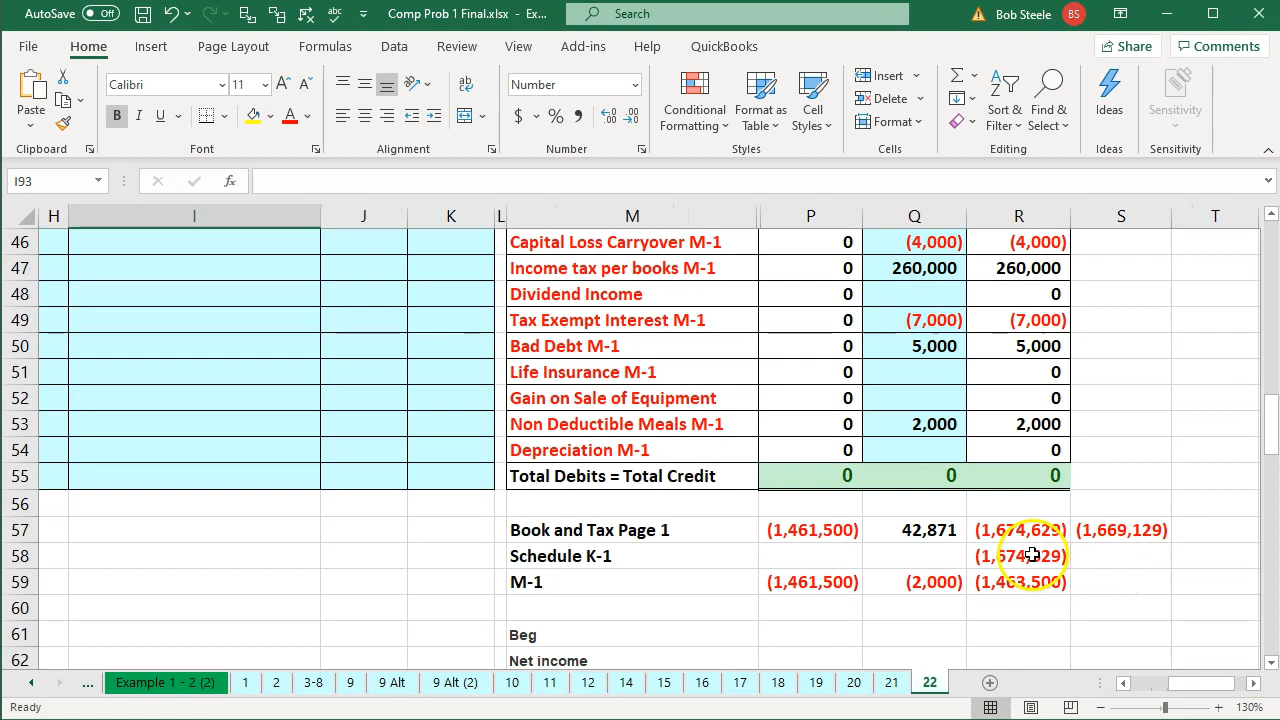 AutoSave Off Comp Prob 1 Final.xlsx - Ex... Search Bob Steele BS
File Home Insert Page Layout Formulas Data Review View Add-ins Help QuickBooks Share Comments
Calibri 11 Number Insert
Paste Conditional Format as Cell Delete Sort & Find & Ideas Sensitivity
B I U A $ % Formatting Table Styles Format Filter Select
Clipboard Font Alignment Number Styles Cells Editing Ideas Sensitivity
I93 fx
H I J K L M P Q R S T
46 Capital Loss Carryover M-1 0 (4,000) (4,000)
47 Income tax per books M-1 0 260,000 260,000
48 Dividend Income 0 0
49 Tax Exempt Interest M-1 0 (7,000) (7,000)
50 Bad Debt M-1 0 5,000 5,000
51 Life Insurance M-1 0 0
52 Gain on Sale of Equipment 0 0
53 Non Deductible Meals M-1 0 2,000 2,000
54 Depreciation M-1 0 0
55 Total Debits = Total Credit 0 0 0
56
57 Book and Tax Page 1 (1,461,500) 42,871 (1,674,629) (1,669,129)
58 Schedule K-1 (1,674,629)
59 M-1 (1,461,500) (2,000) (1,463,500)
60
61 Beg
62 Net income
... Example 1 - 2 (2) 1 2 3-8 9 9 Alt 9 Alt (2) 10 11 12 14 15 16 17 18 19 20 21 22
Ready 130%